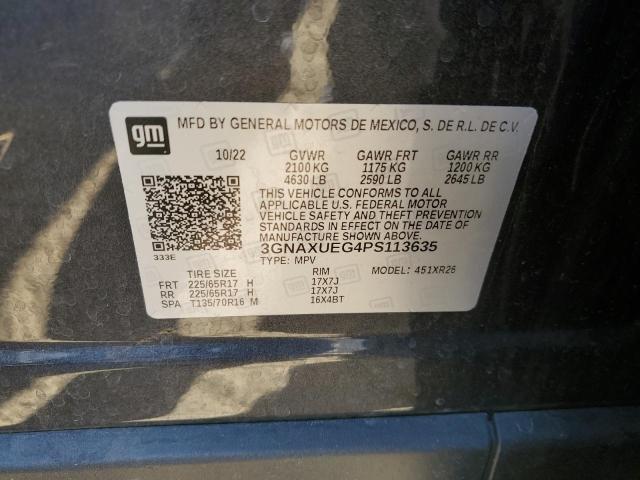 gm MFD BY GENERAL MOTORS DE MEXICO, S. DE R.L. DE C.V.
10/22 GVWR GAWR FRT GAWR RR
2100 KG 1175 KG 1200 KG
4630 LB 2590 LB 2645 LB
THIS VEHICLE CONFORMS TO ALL
APPLICABLE U.S. FEDERAL MOTOR
VEHICLE SAFETY AND THEFT PREVENTION
STANDARDS IN EFFECT ON THE DATE OF
MANUFACTURE SHOWN ABOVE.
333E 3GNAXUEG4PS113635
TYPE: MPV MODEL: 451XR26
TIRE SIZE RIM
FRT 225/65R17 H 17X7J
RR 225/65R17 H 17X7J
SPA T135/70R16 M 16X4BT